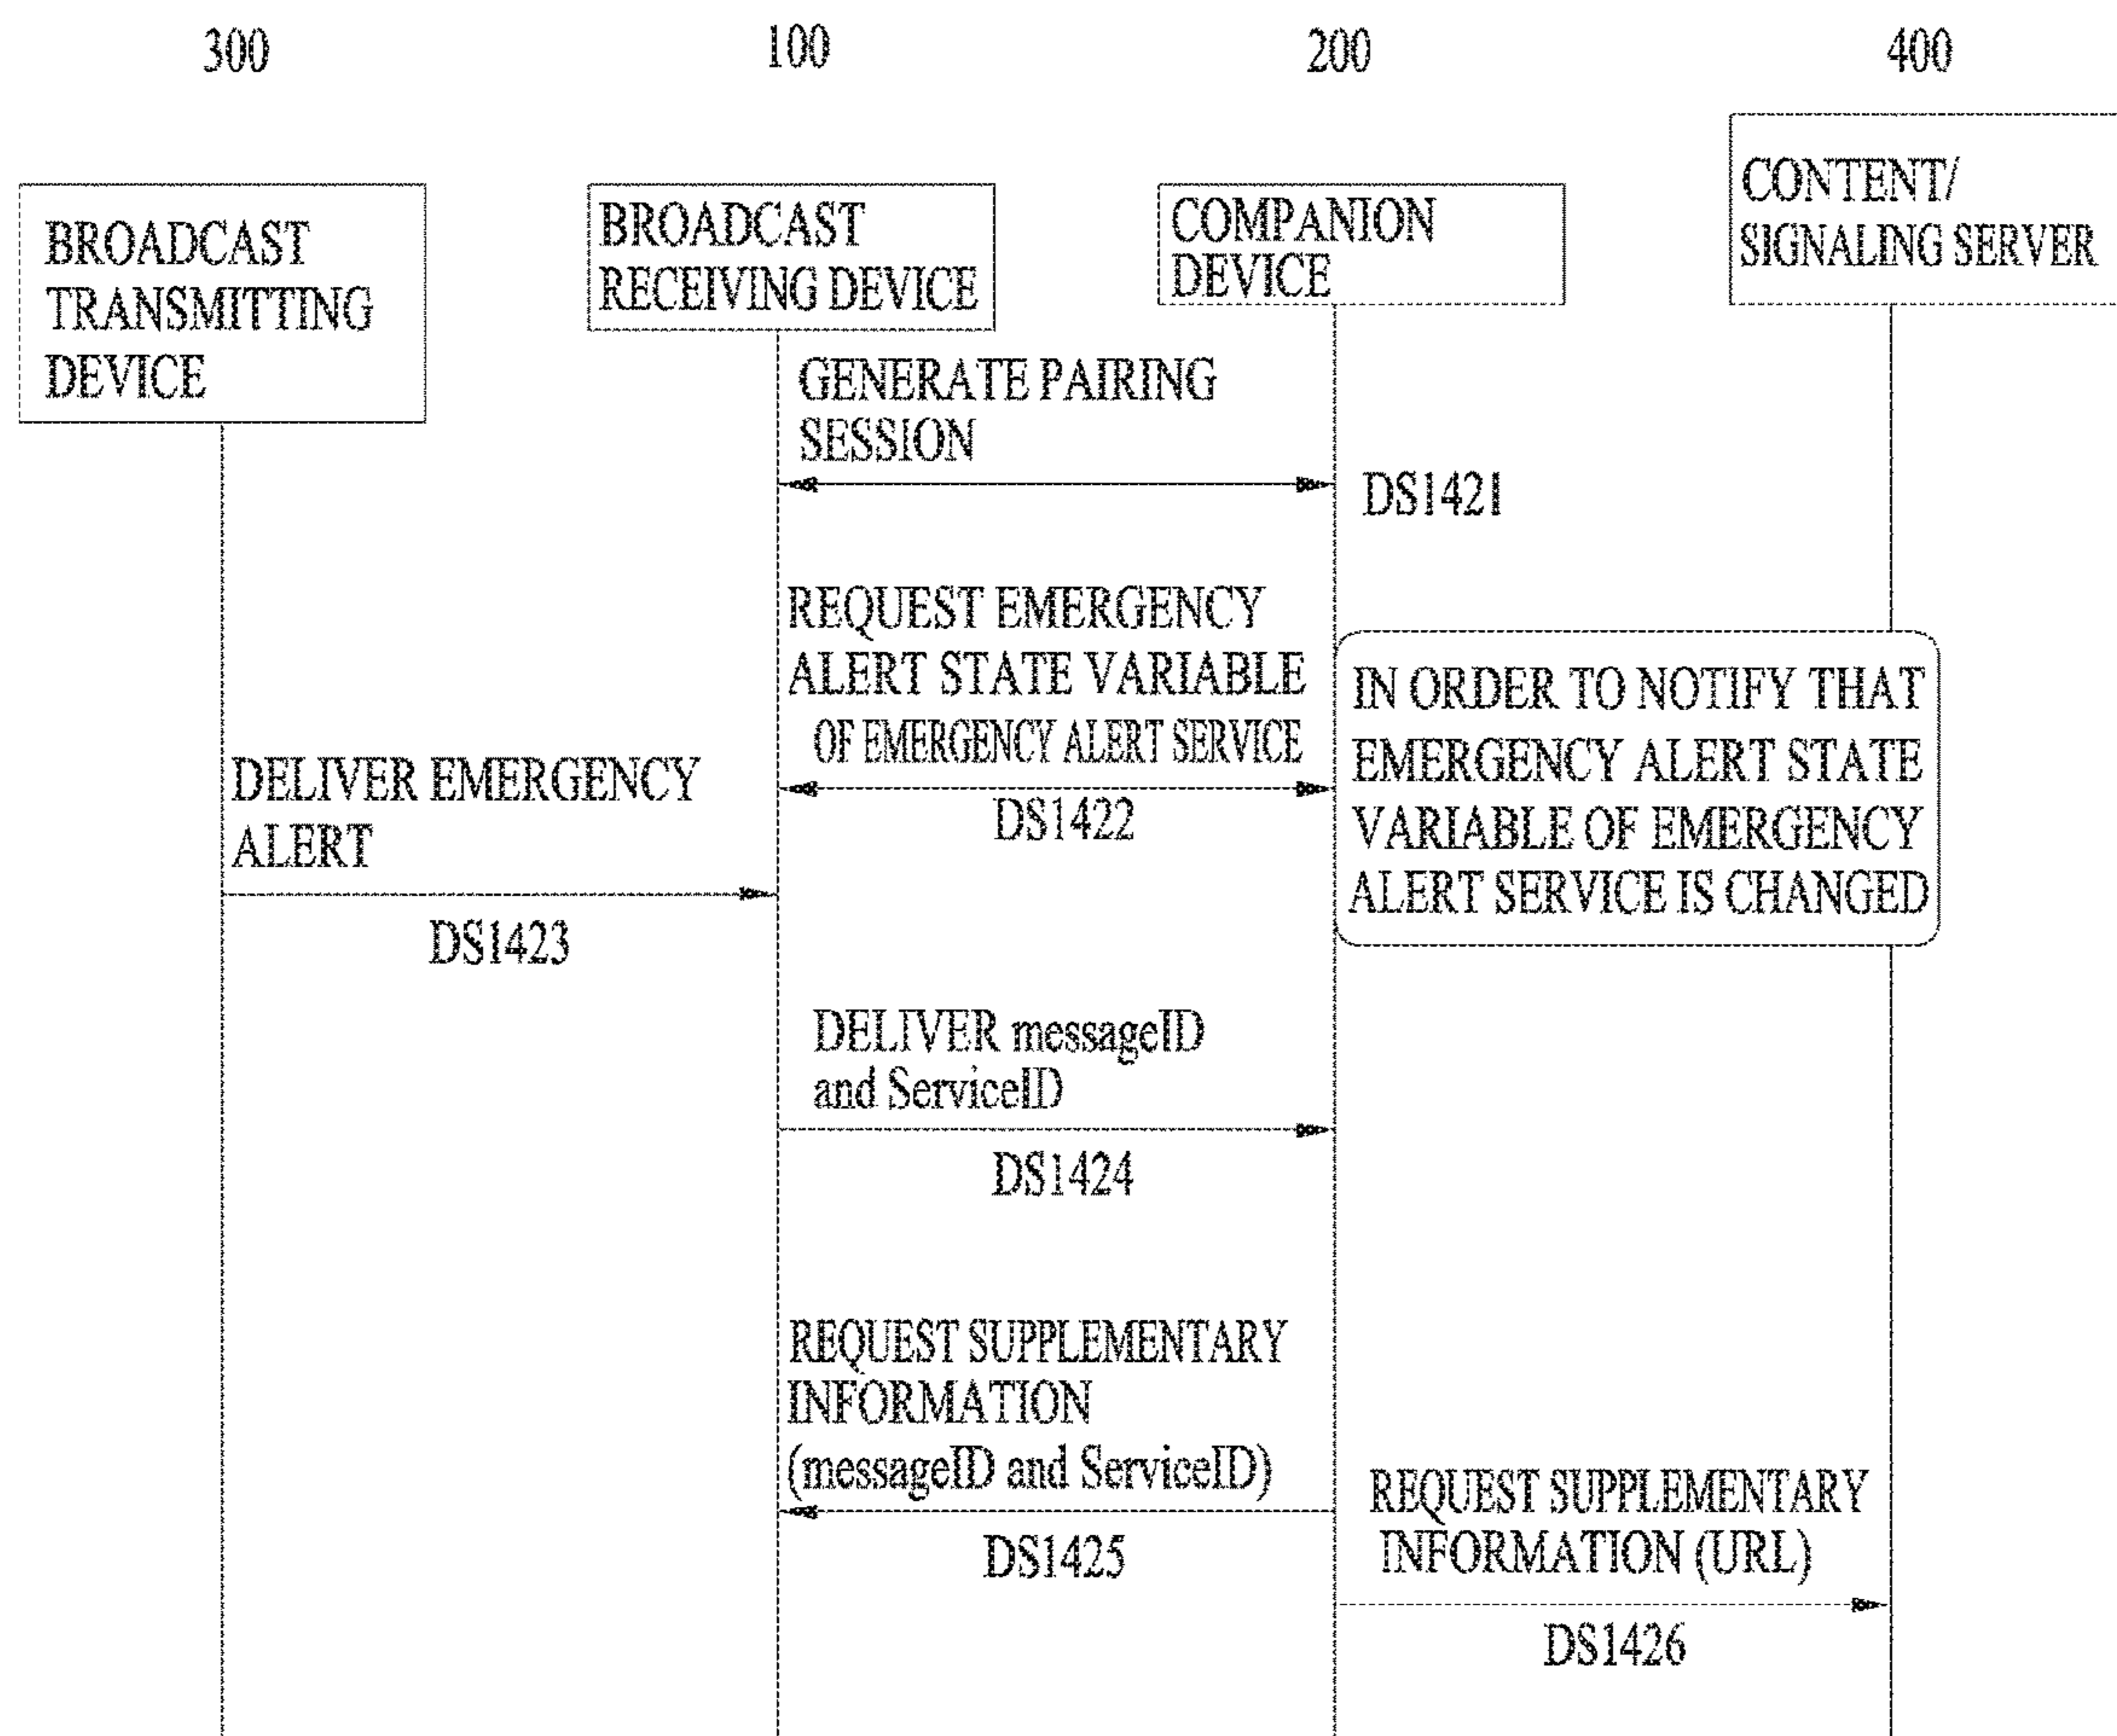 300
100
200
400
BROADCAST
TRANSMITTING
DEVICE
BROADCAST
RECEIVING DEVICE
COMPANION
DEVICE
CONTENT/
SIGNALING SERVER
GENERATE PAIRING
SESSION
DS1421
REQUEST EMERGENCY
ALERT STATE VARIABLE
OF EMERGENCY ALERT SERVICE
DS1422
IN ORDER TO NOTIFY THAT
EMERGENCY ALERT STATE
VARIABLE OF EMERGENCY
ALERT SERVICE IS CHANGED
DELIVER EMERGENCY
ALERT
DS1423
DELIVER messageID
and ServiceID
DS1424
REQUEST SUPPLEMENTARY
INFORMATION
(messageID and ServiceID)
DS1425
REQUEST SUPPLEMENTARY
INFORMATION (URL)
DS1426